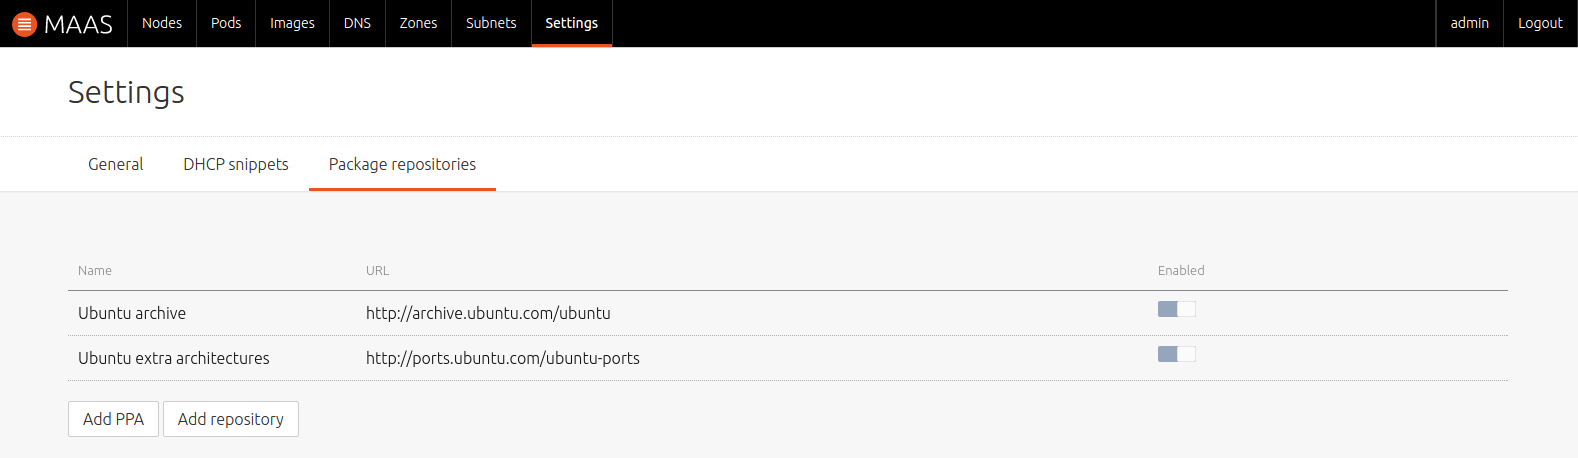 MAAS Nodes Pods Images DNS Zones Subnets Settings admin Logout
Settings
General DHCP snippets Package repositories
Name URL Enabled
Ubuntu archive http://archive.ubuntu.com/ubuntu
Ubuntu extra architectures http://ports.ubuntu.com/ubuntu-ports
Add PPA Add repository